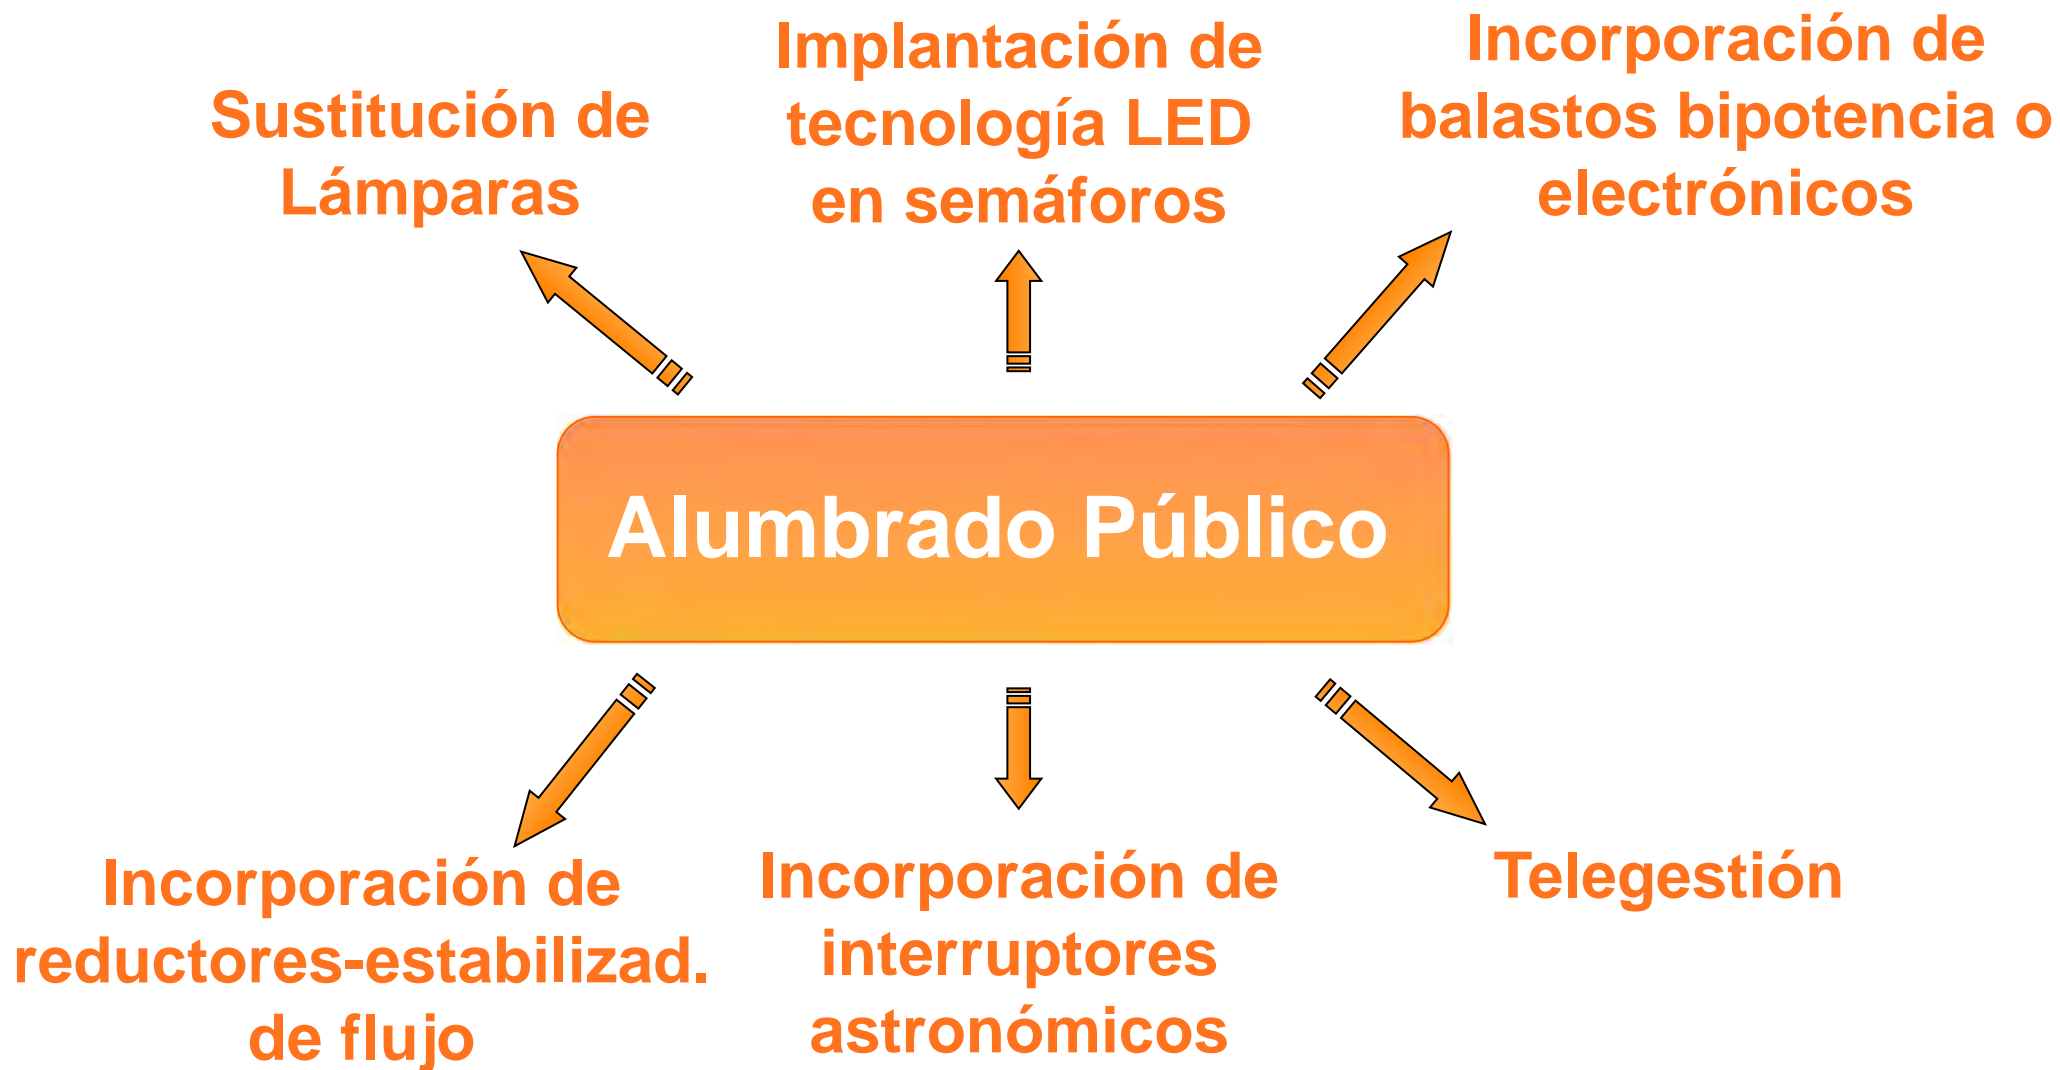 Sustitución de
Lámparas
Implantación de
tecnología LED
en semáforos
Incorporación de
balastos bipotencia o
electrónicos
Alumbrado Público
Incorporación de
reductores-estabilizad.
de flujo
Incorporación de
interruptores
astronómicos
Telegestión